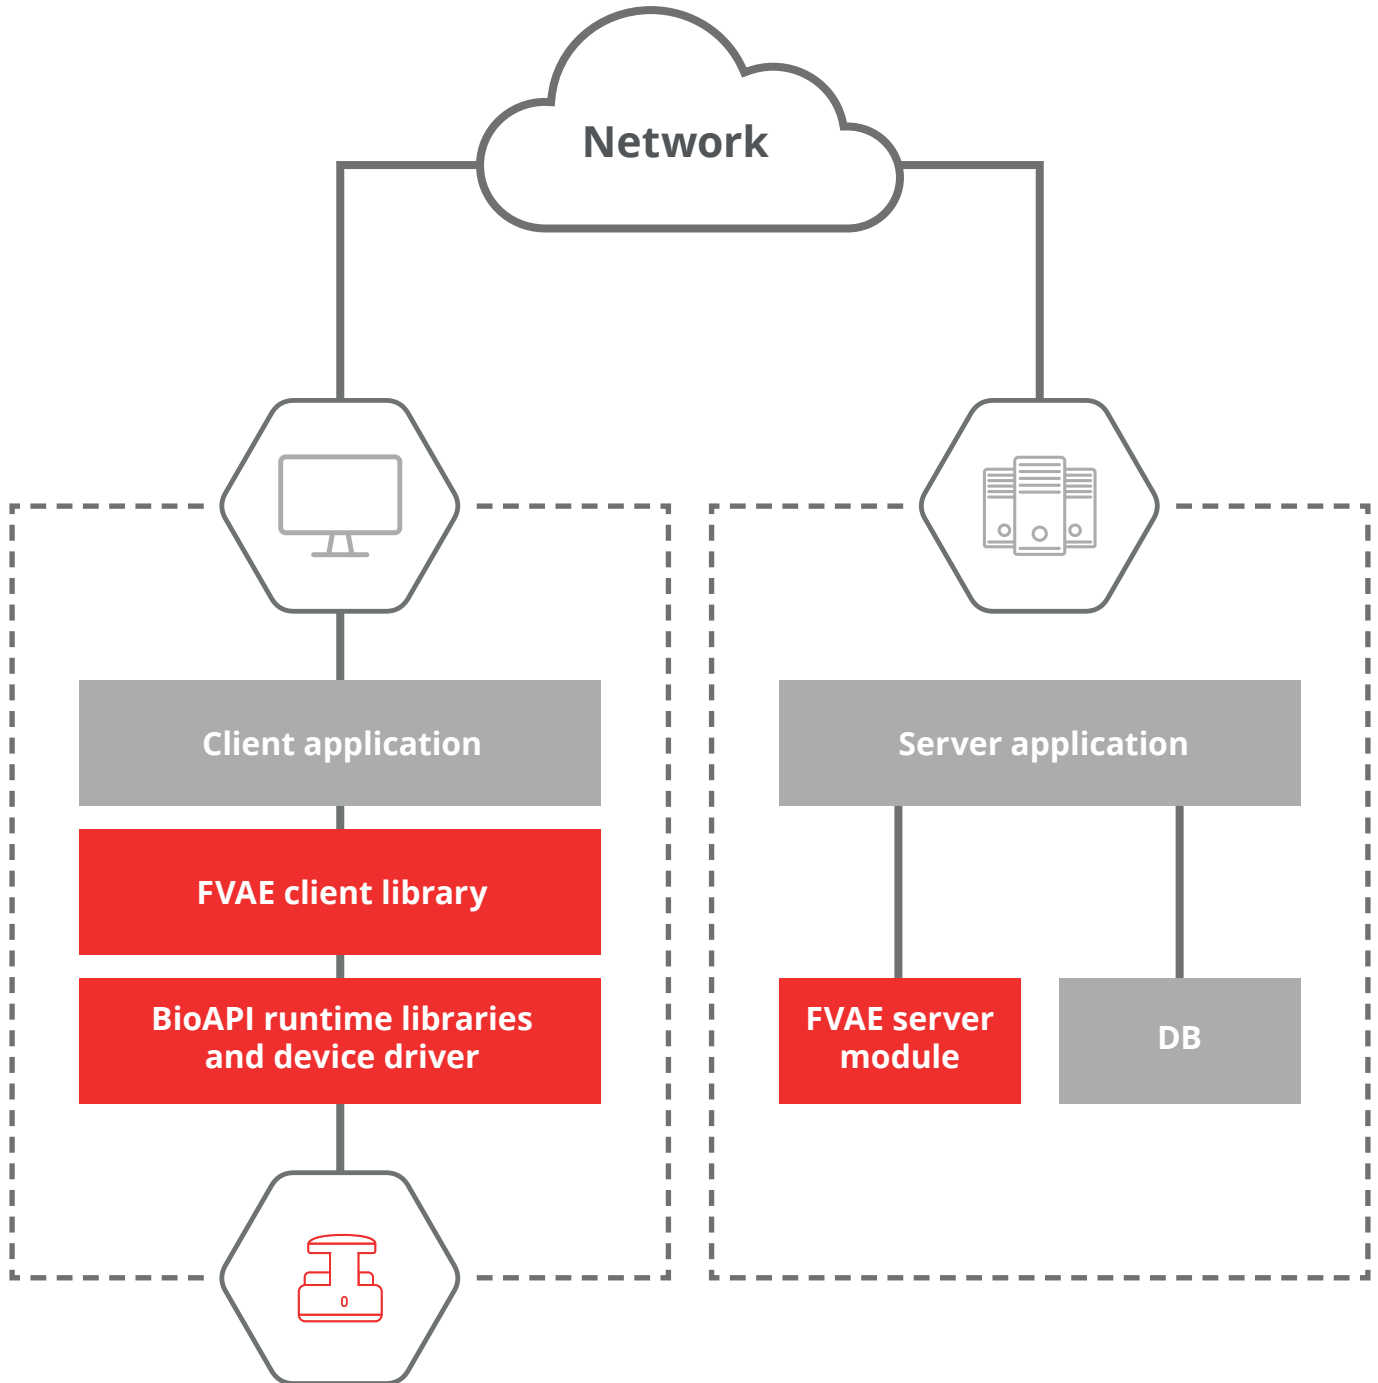 Network
Client application
FVAE client library
BioAPI runtime libraries
and device driver
Server application
FVAE server
module
DB